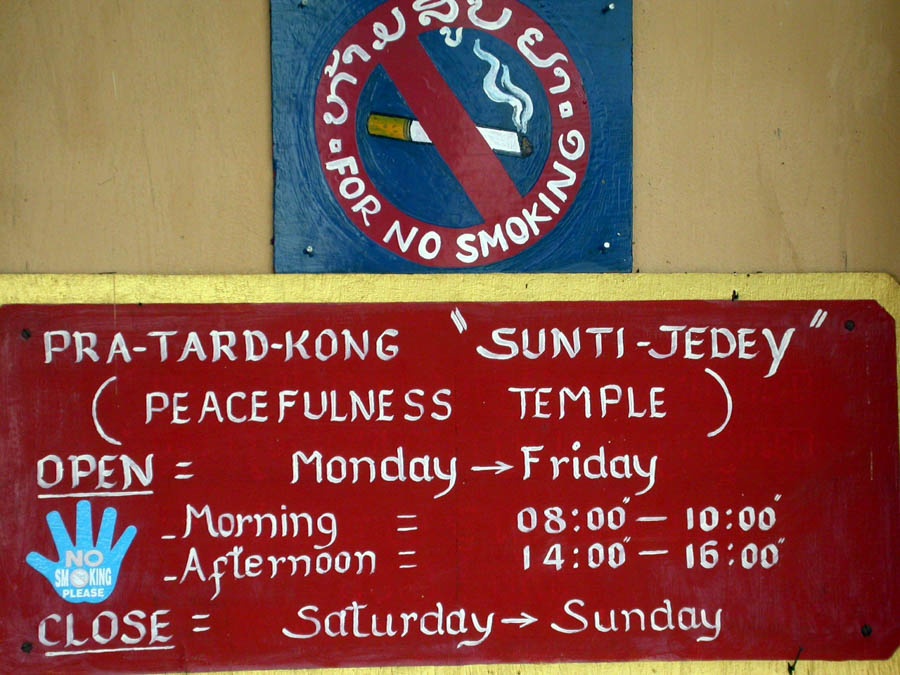 ຫ້າມສູບຢາ
FOR NO SMOKING
PRA-TARD-KONG "SUNTI-JEDEY"
(PEACEFULNESS TEMPLE)
OPEN = Monday → Friday
-Morning = 08:00" — 10:00"
-Afternoon = 14:00" — 16:00"
NO
SMOKING
PLEASE
CLOSE = Saturday → Sunday